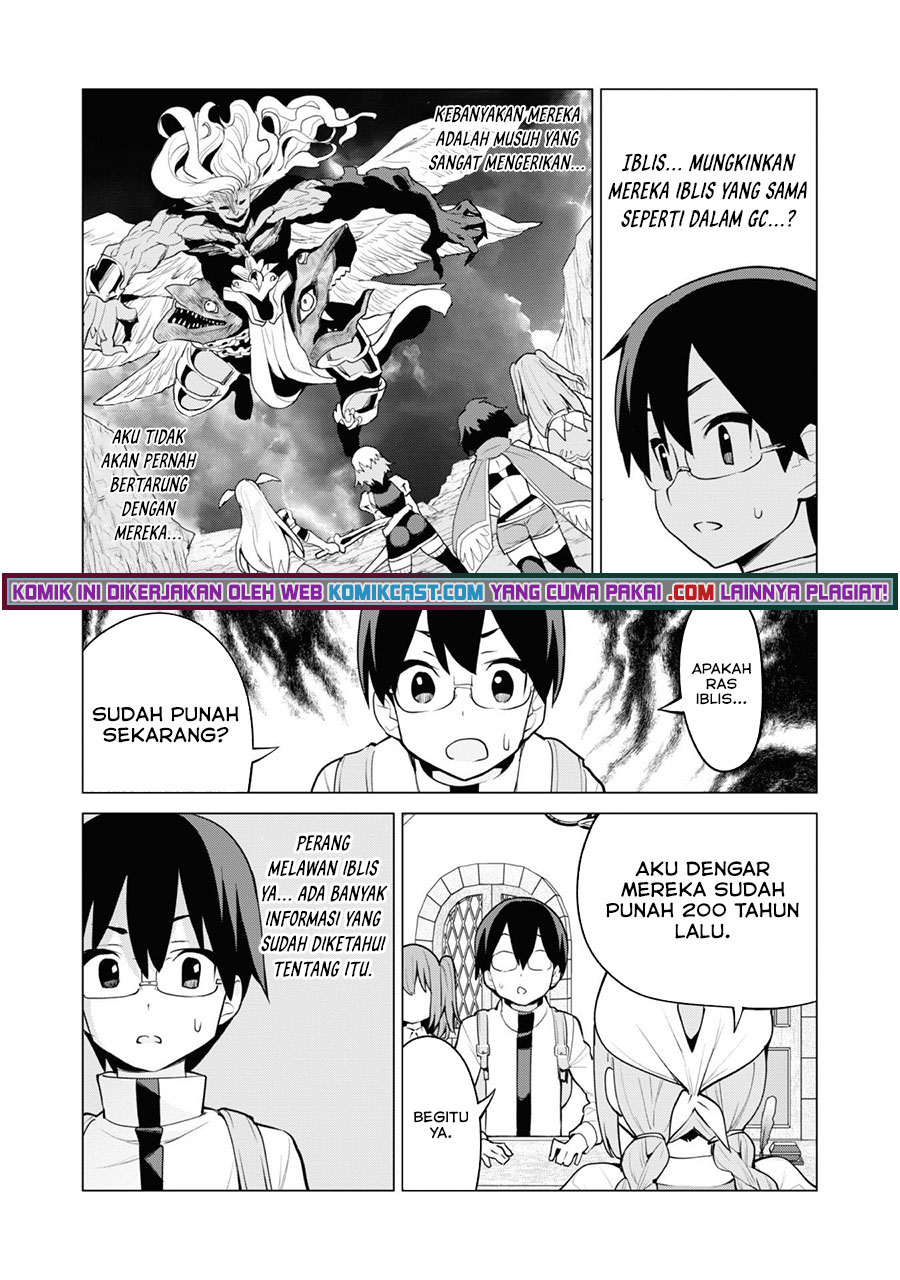 IBLIS... MUNGKINKAN
MEREKA IBLIS YANG SAMA
SEPERTI DALAM GC...?
KEBANYAKAN MEREKA
ADALAH MUSUH YANG
SANGAT MENGERIKAN...
AKU TIDAK
AKAN PERNAH
BERTARUNG
DENGAN
MEREKA...
KOMIK INI DIKERJAKAN OLEH WEB KOMIKCAST.COM YANG CUMA PAKAI .COM LAINNYA PLAGIAT!
APAKAH
RAS
IBLIS...
SUDAH PUNAH
SEKARANG?
AKU DENGAR
MEREKA SUDAH
PUNAH 200 TAHUN
LALU.
BEGITU
YA.
PERANG
MELAWAN IBLIS
YA... ADA BANYAK
INFORMASI YANG
SUDAH DIKETAHUI
TENTANG ITU.